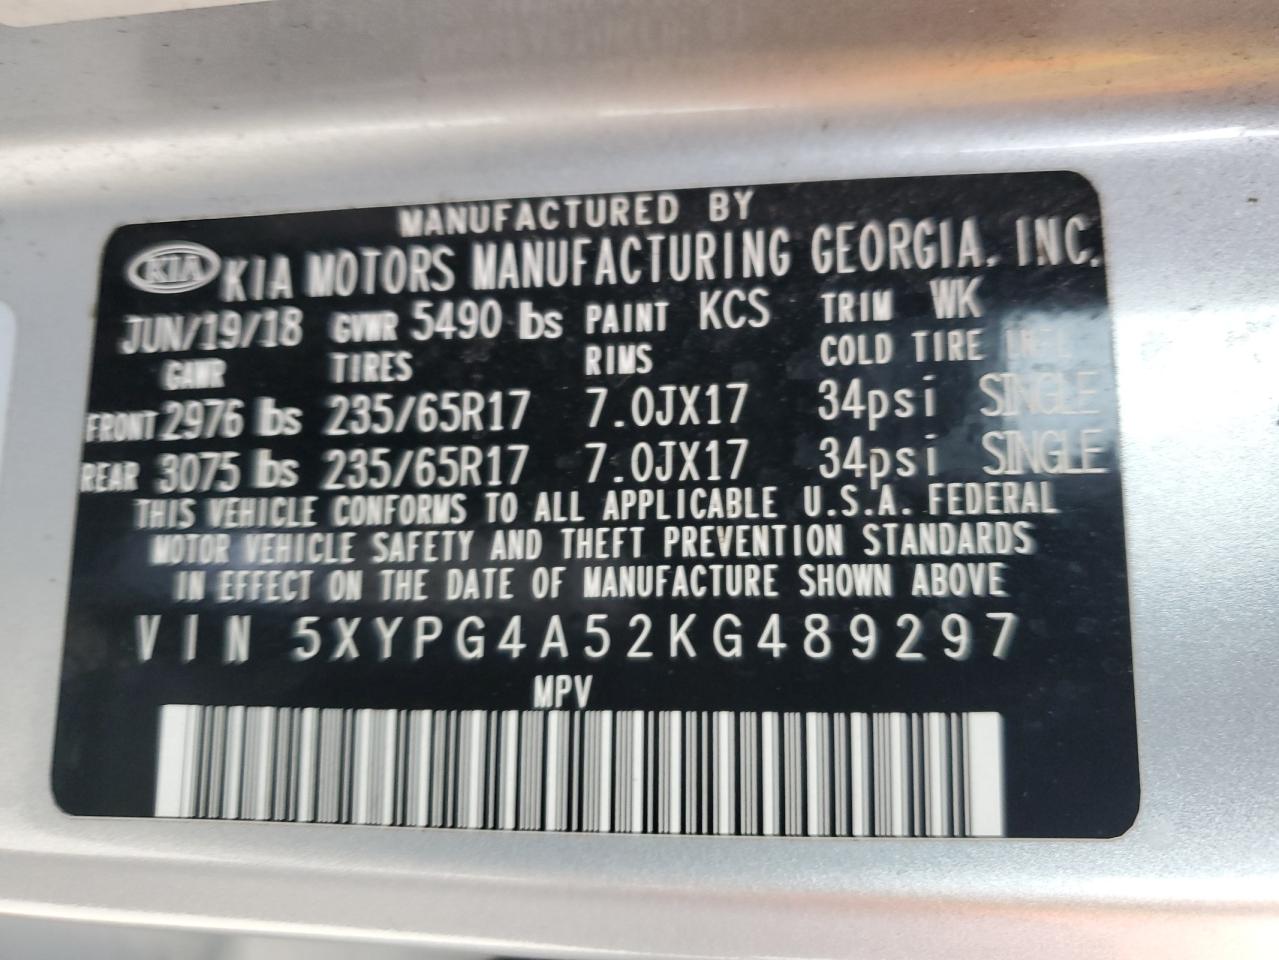 MANUFACTURED BY
KIA KIA MOTORS MANUFACTURING GEORGIA, INC.
JUN/19/18 GVWR 5490 lbs PAINT KCS TRIM WK
GAWR TIRES RIMS COLD TIRE INFL
FRONT 2976 lbs 235/65R17 7.0JX17 34psi SINGLE
REAR 3075 lbs 235/65R17 7.0JX17 34psi SINGLE
THIS VEHICLE CONFORMS TO ALL APPLICABLE U.S.A. FEDERAL
MOTOR VEHICLE SAFETY AND THEFT PREVENTION STANDARDS
IN EFFECT ON THE DATE OF MANUFACTURE SHOWN ABOVE
VIN 5XYPG4A52KG489297
MPV